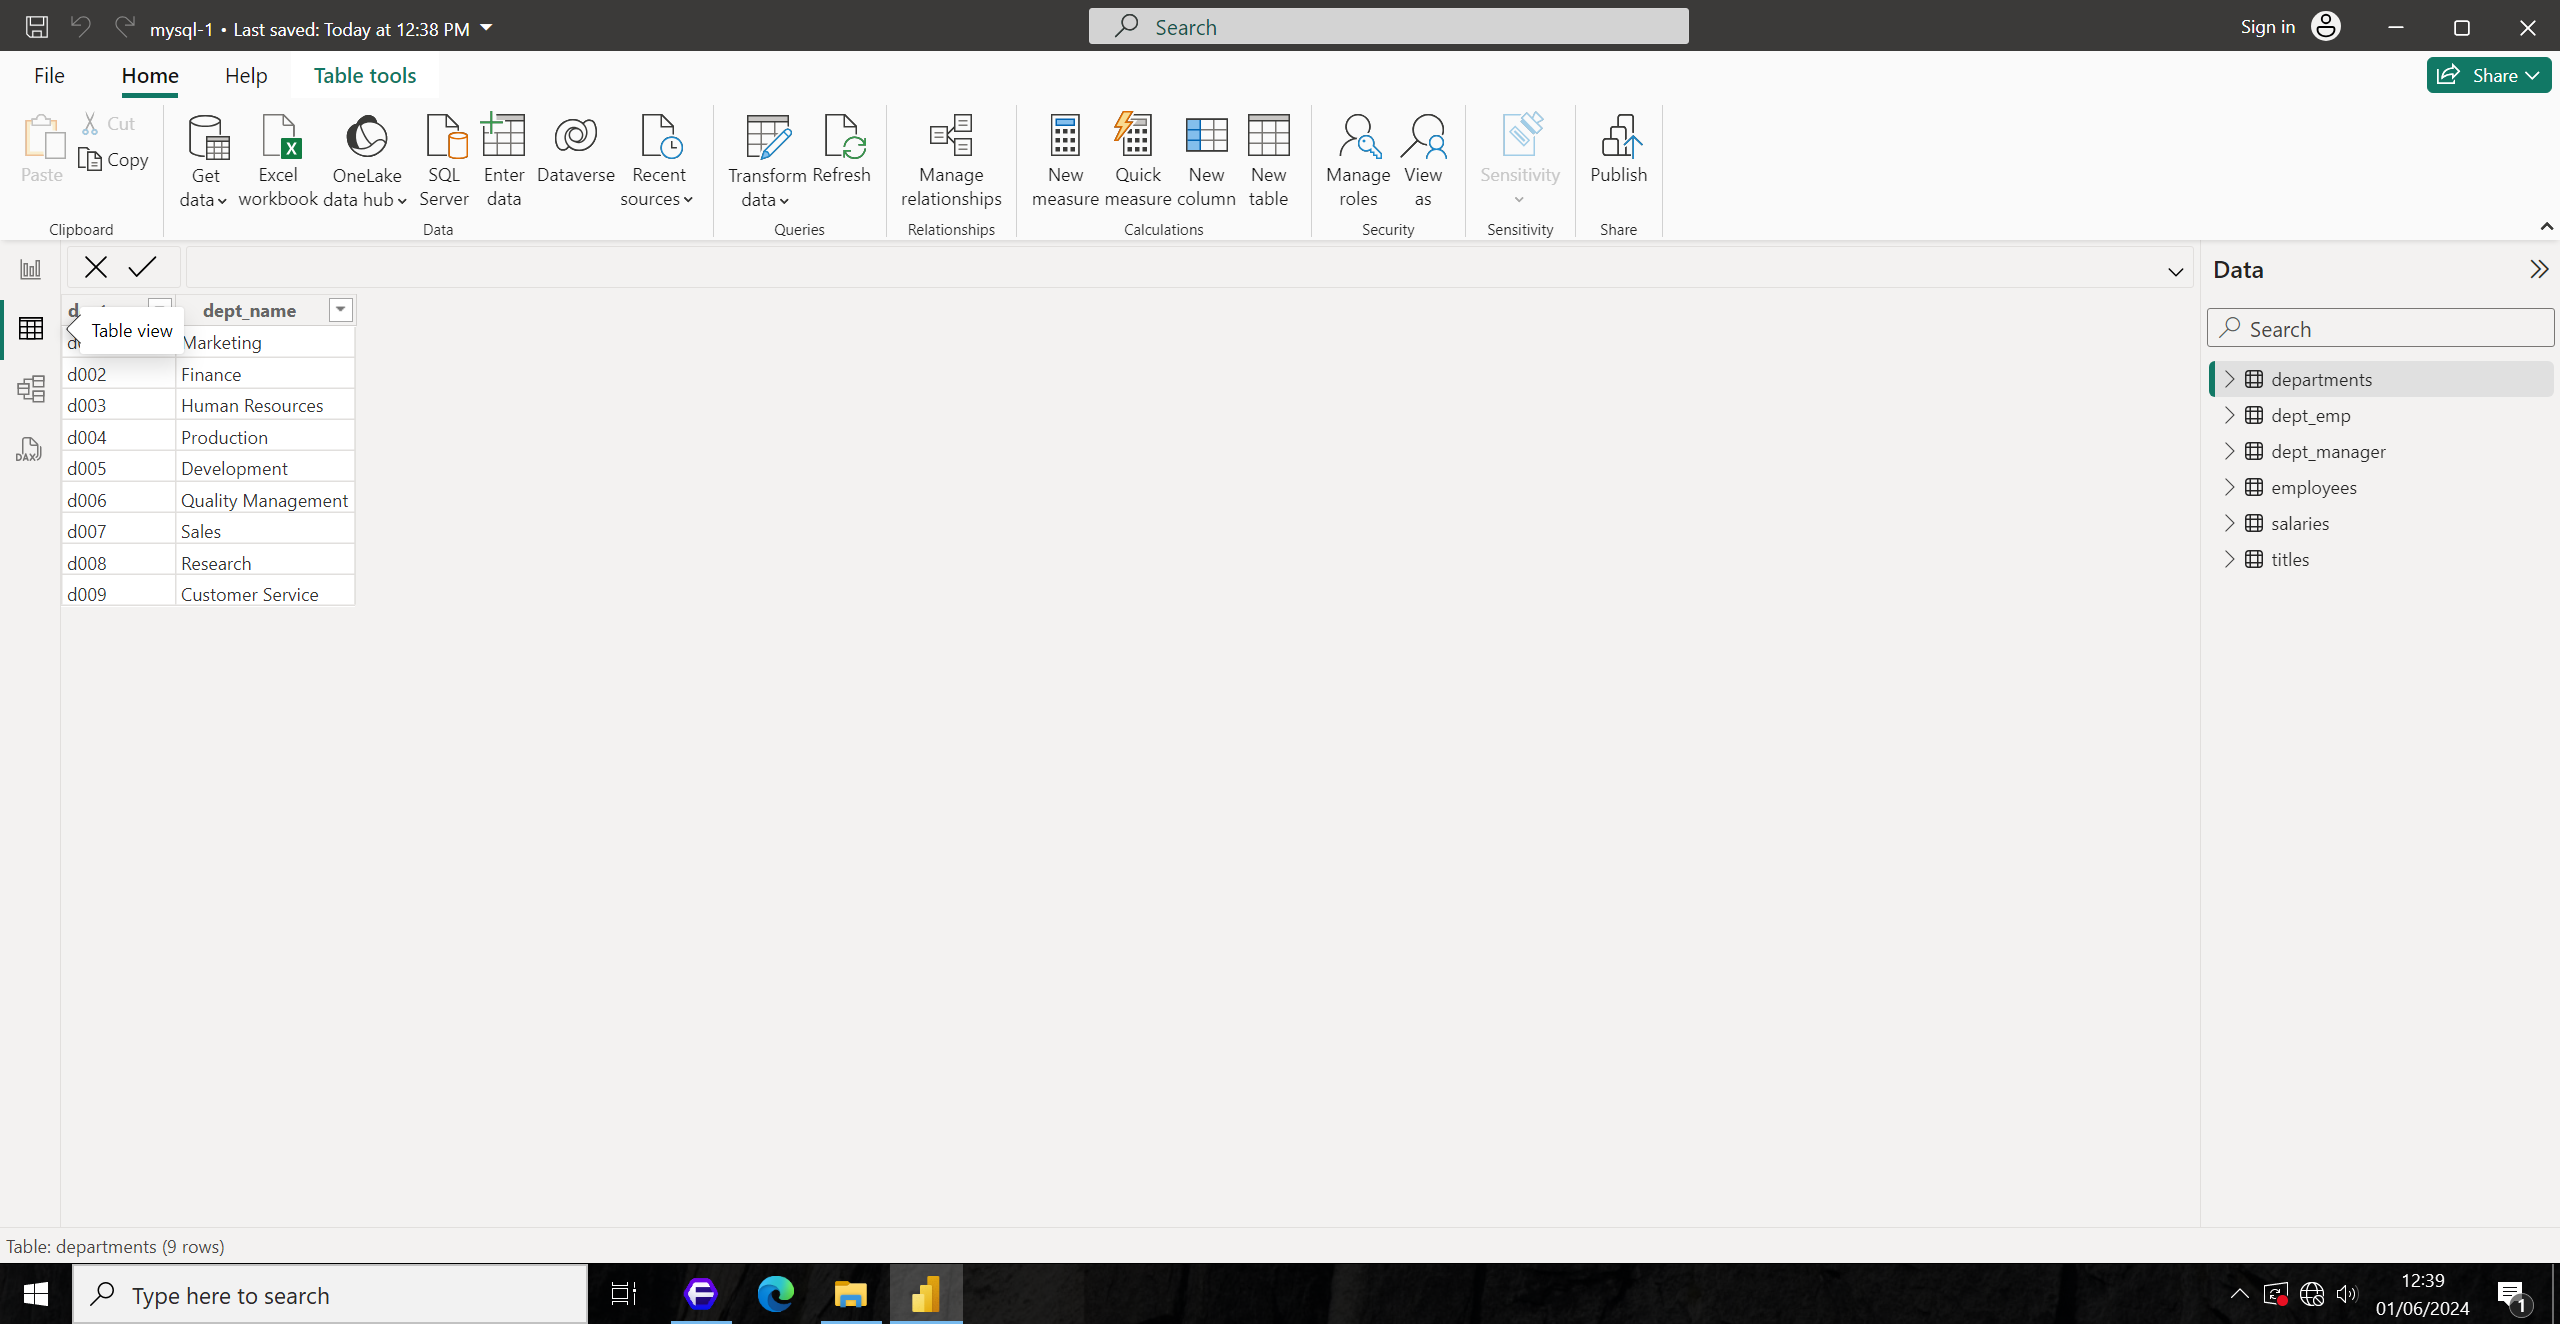 mysql-1 • Last saved: Today at 12:38 PM
Search
Sign in
File
Home
Help
Table tools
Share
Paste
Cut
Copy
Clipboard
Get data
Excel workbook
OneLake data hub
SQL Server
Enter data
Dataverse
Recent sources
Data
Transform data
Refresh
Queries
Manage relationships
Relationships
New measure
Quick measure
New column
New table
Calculations
Manage roles
View as
Security
Sensitivity
Sensitivity
Publish
Share
DAX
dept_name
Table view
Marketing
d002 Finance
d003 Human Resources
d004 Production
d005 Development
d006 Quality Management
d007 Sales
d008 Research
d009 Customer Service
Data
Search
departments
dept_emp
dept_manager
employees
salaries
titles
Table: departments (9 rows)
Type here to search
12:39
01/06/2024
1